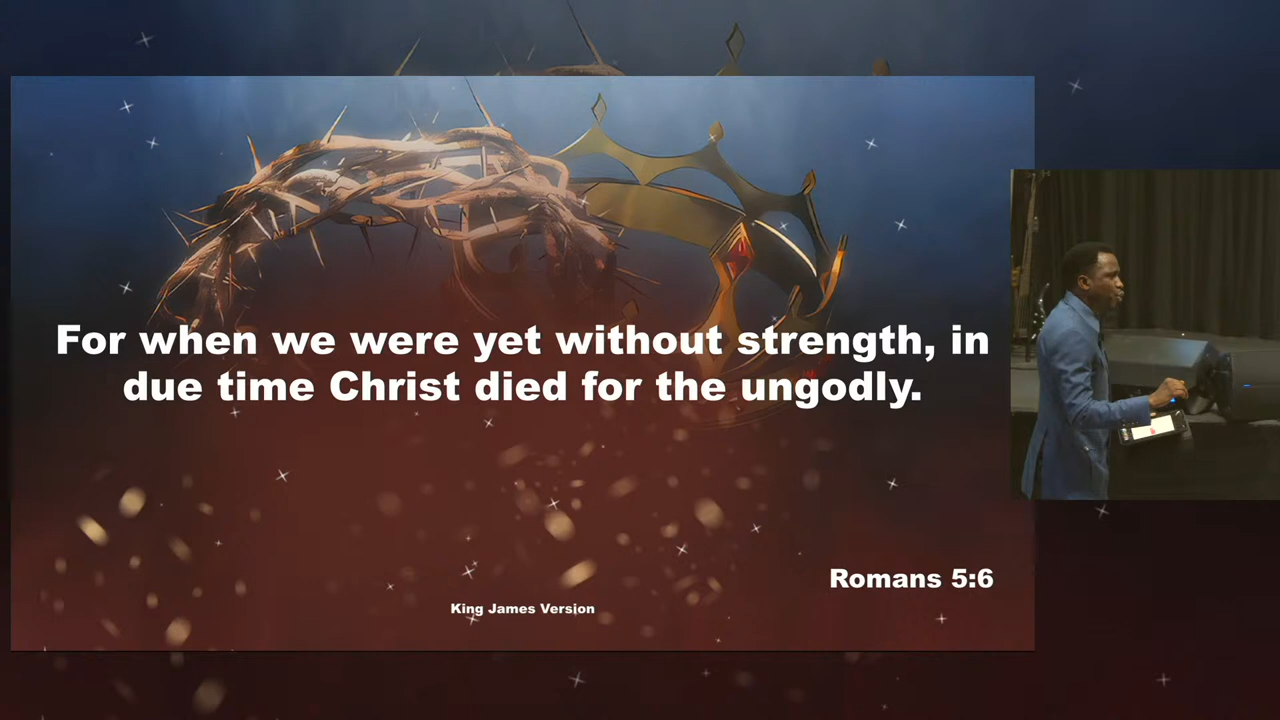 For when we were yet without strength, in
due time Christ died for the ungodly.
Romans 5:6
King James Version